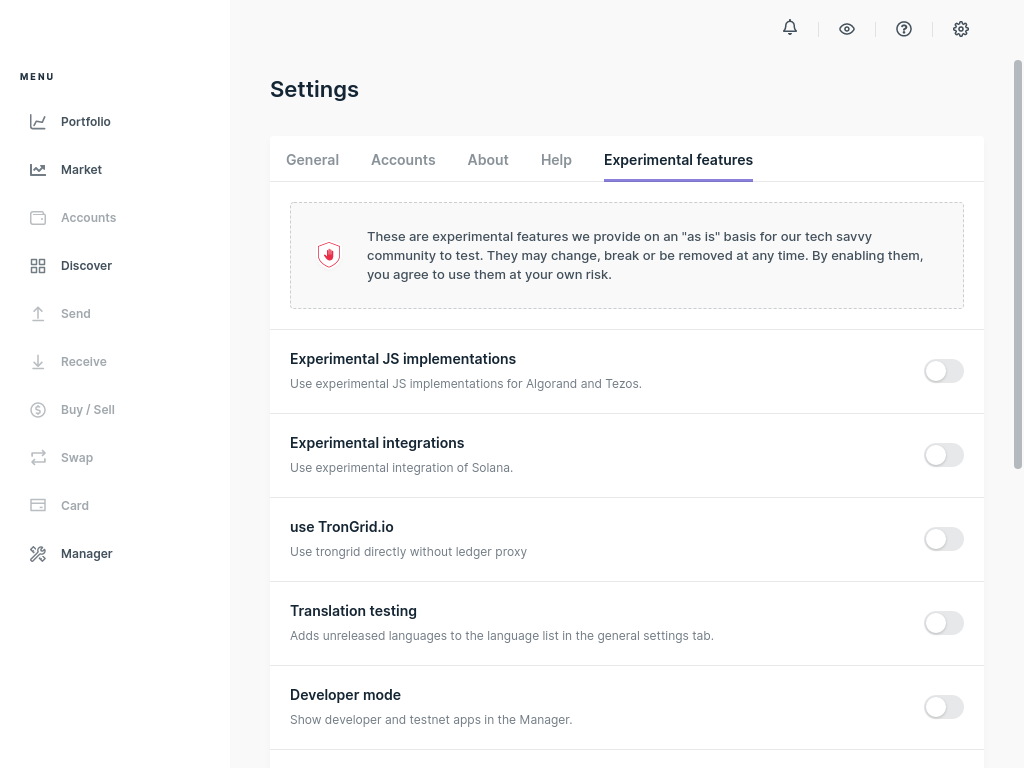 MENU
Portfolio
Market
Accounts
Discover
Send
Receive
Buy / Sell
Swap
Card
Manager
Settings
General Accounts About Help Experimental features
These are experimental features we provide on an "as is" basis for our tech savvy
community to test. They may change, break or be removed at any time. By enabling them,
you agree to use them at your own risk.
Experimental JS implementations
Use experimental JS implementations for Algorand and Tezos.
Experimental integrations
Use experimental integration of Solana.
use TronGrid.io
Use trongrid directly without ledger proxy
Translation testing
Adds unreleased languages to the language list in the general settings tab.
Developer mode
Show developer and testnet apps in the Manager.